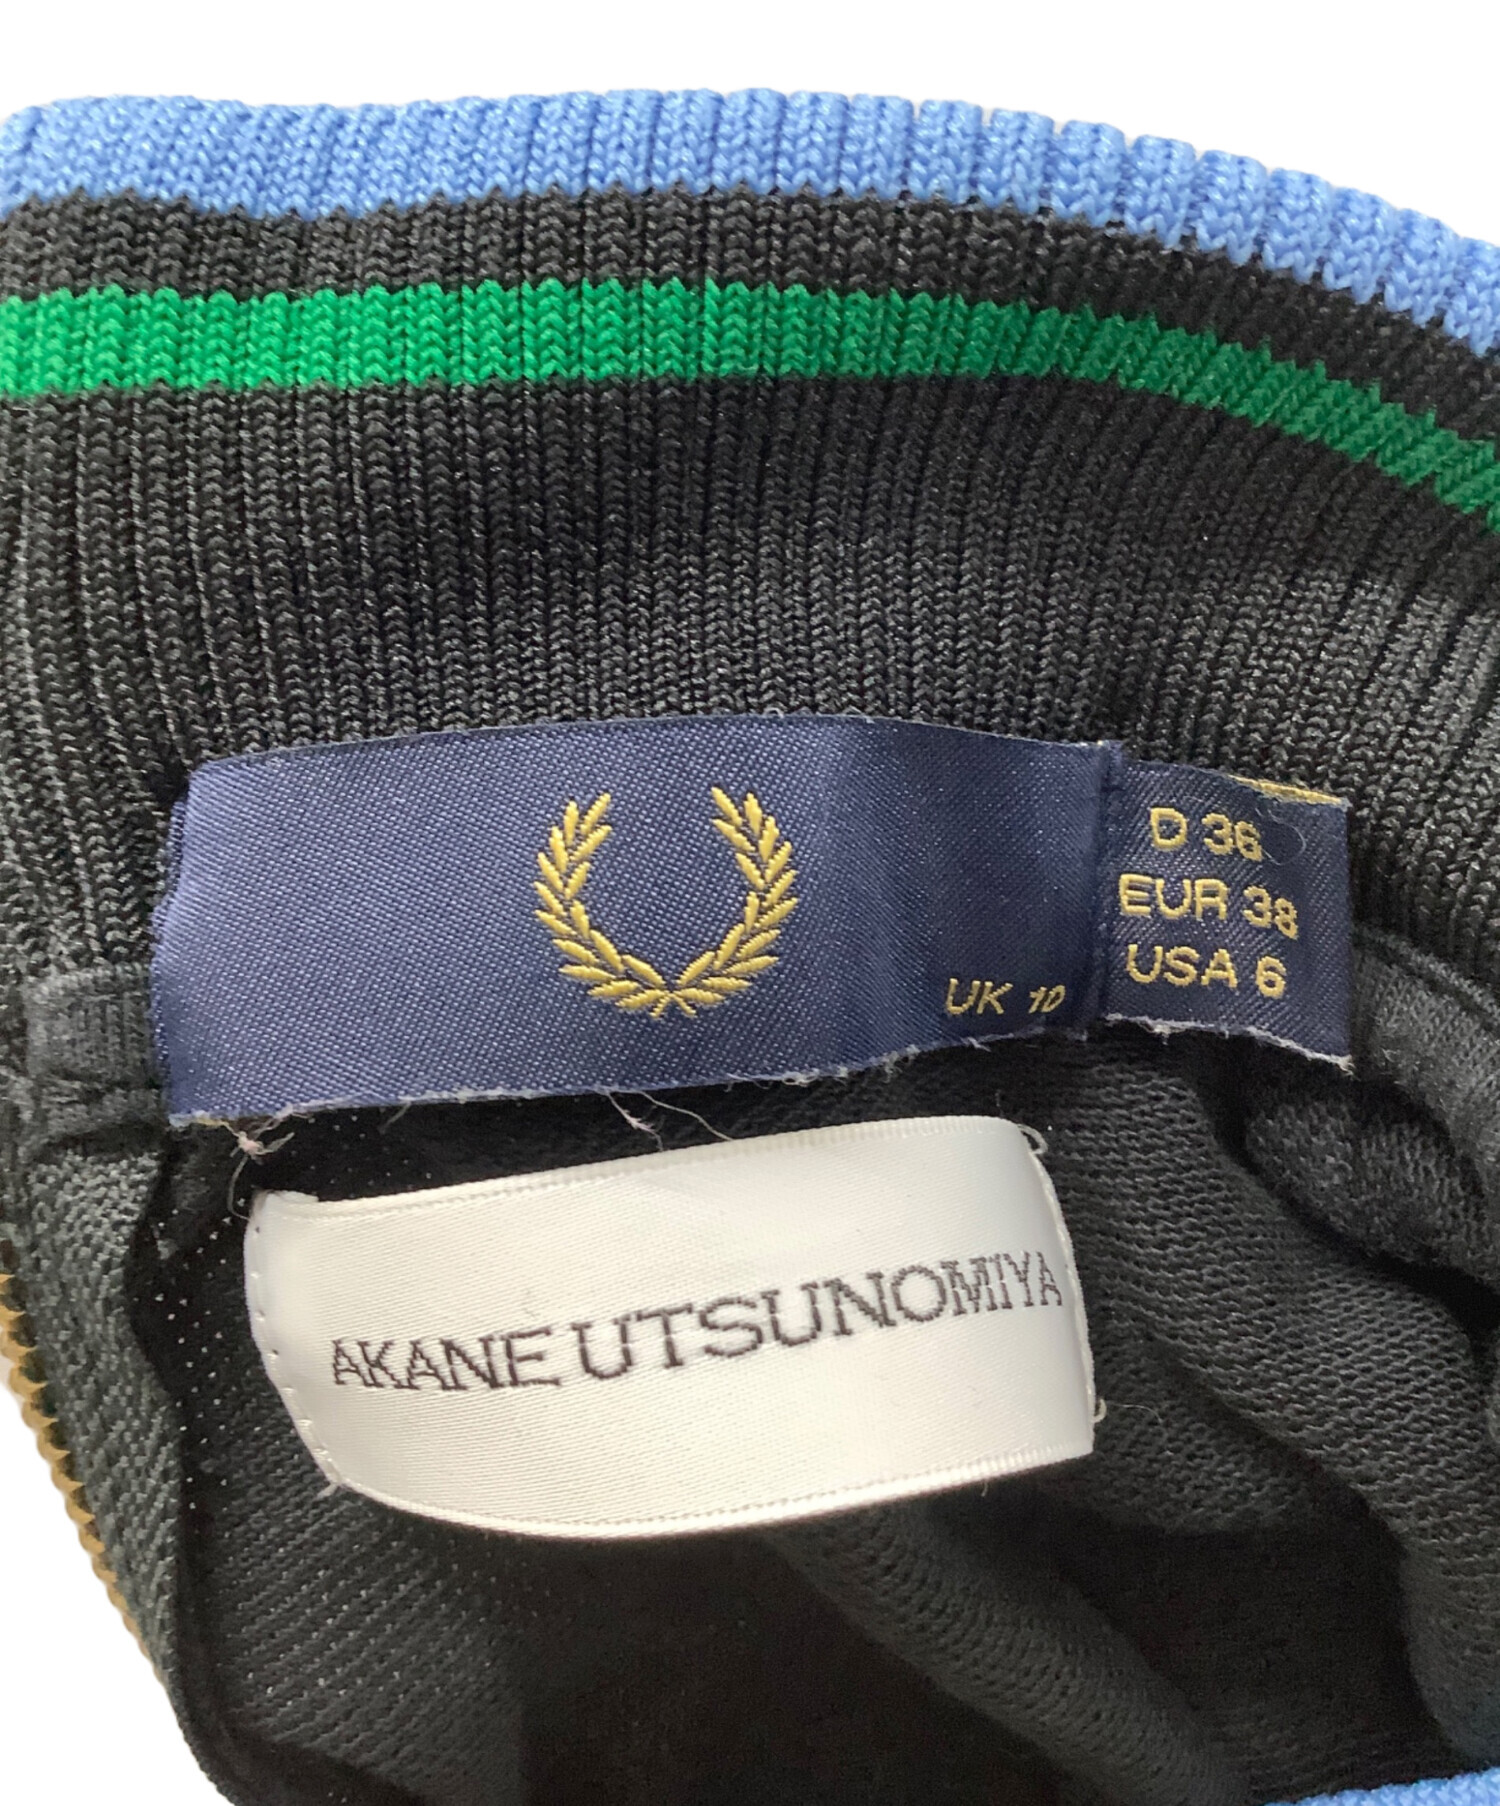 UK 10
D 36
EUR 38
USA 6
AKANE UTSUNOMIYA